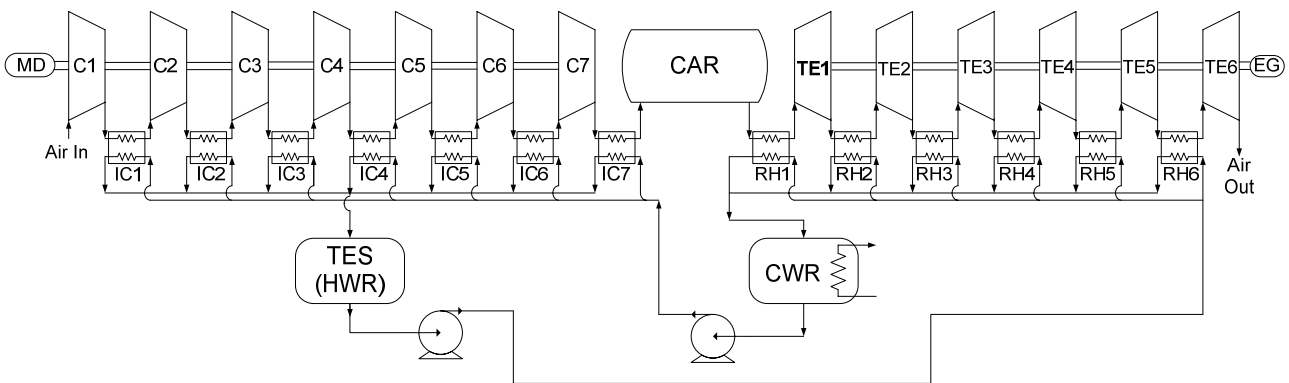 MD C1 C2 C3 C4 C5 C6 C7 CAR TE1 TE2 TE3 TE4 TE5 TE6 EG
Air In
IC1 IC2 IC3 IC4 IC5 IC6 IC7 RH1 RH2 RH3 RH4 RH5 RH6
Air
Out
TES
(HWR)
CWR